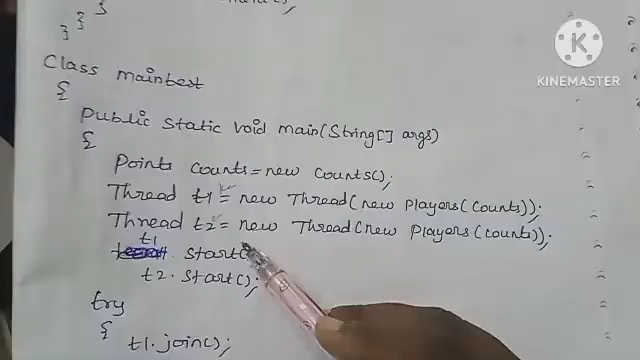 } }
Class maintest
{
Public static void main(String[] args)
{
Points counts = new counts();
Thread t1 = new Thread(new Players(counts));
Thread t2 = new Thread(new Players(counts));
t1
. start(
t2. start();
try
{
t1.join();
K
KINEMASTER